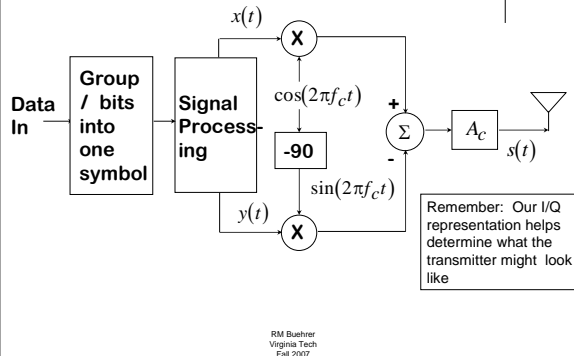 x(t)
X
Group
/ bits
into
one
symbol
Data
In
Signal
Process-
ing
cos(2πf_c t)
-90
sin(2πf_c t)
+
Σ
-
A_c
s(t)
y(t)
X
Remember: Our I/Q
representation helps
determine what the
transmitter might look
like
RM Buehrer
Virginia Tech
Fall 2007